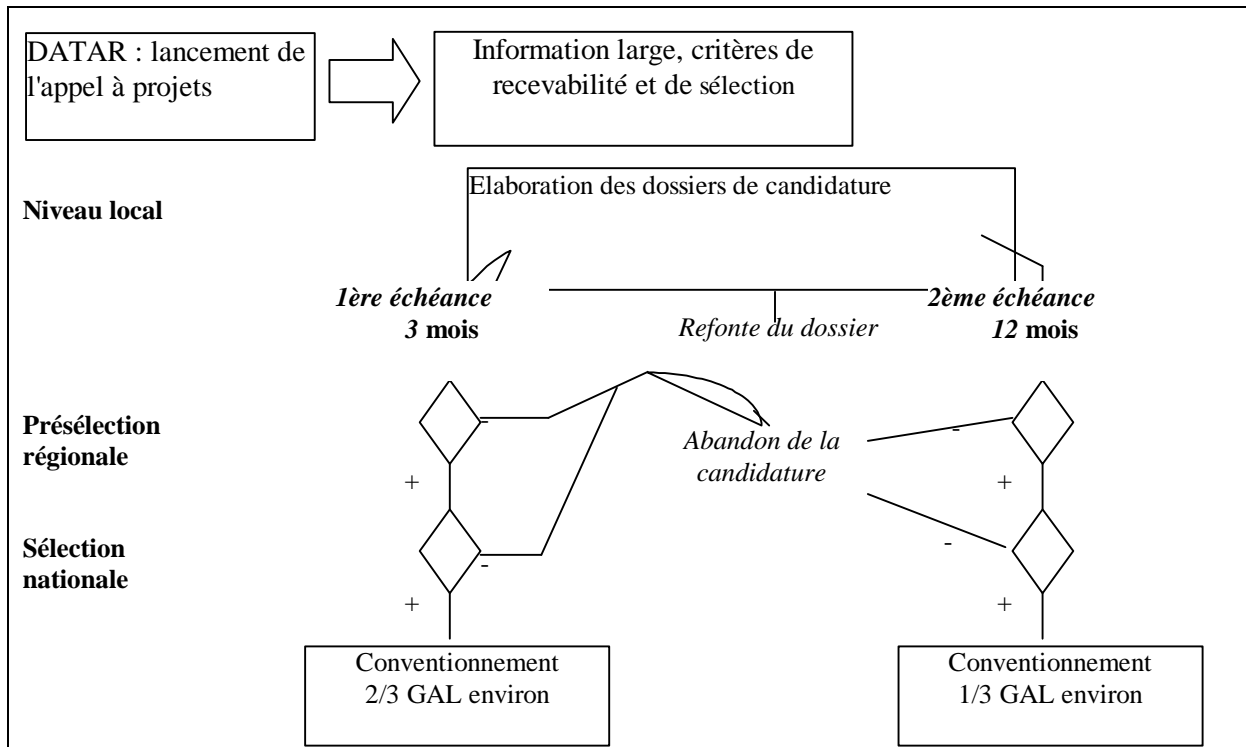 DATAR : lancement de
l'appel à projets
Information large, critères de
recevabilité et de sélection
Elaboration des dossiers de candidature
Niveau local
1ère échéance
3 mois
Refonte du dossier
2ème échéance
12 mois
Présélection
régionale
-
+
Abandon de la
candidature
-
+
Sélection
nationale
-
+
-
+
Conventionnement
2/3 GAL environ
Conventionnement
1/3 GAL environ